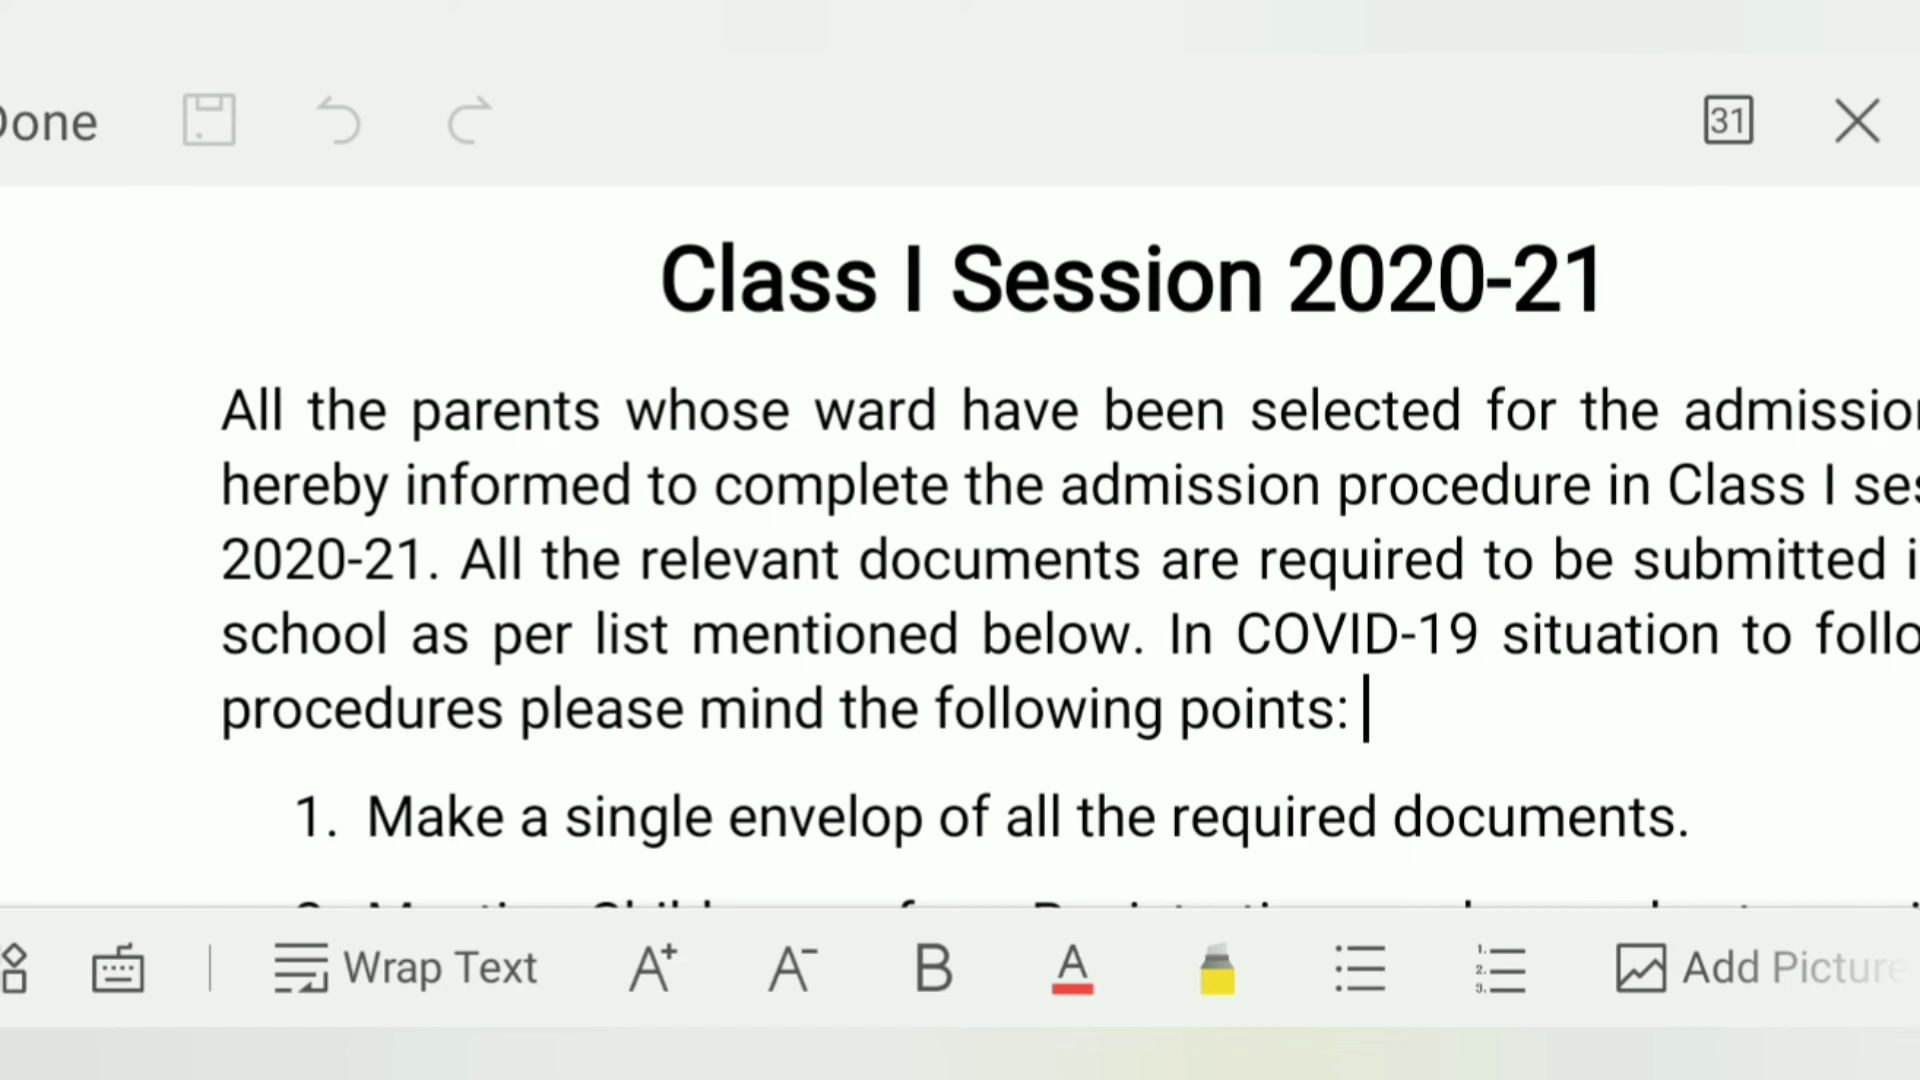 Done
31
Class I Session 2020-21
All the parents whose ward have been selected for the admission
hereby informed to complete the admission procedure in Class I
2020-21. All the relevant documents are required to be submitted
school as per list mentioned below. In COVID-19 situation to
procedures please mind the following points:
1. Make a single envelop of all the required documents.
Wrap Text
Add Picture